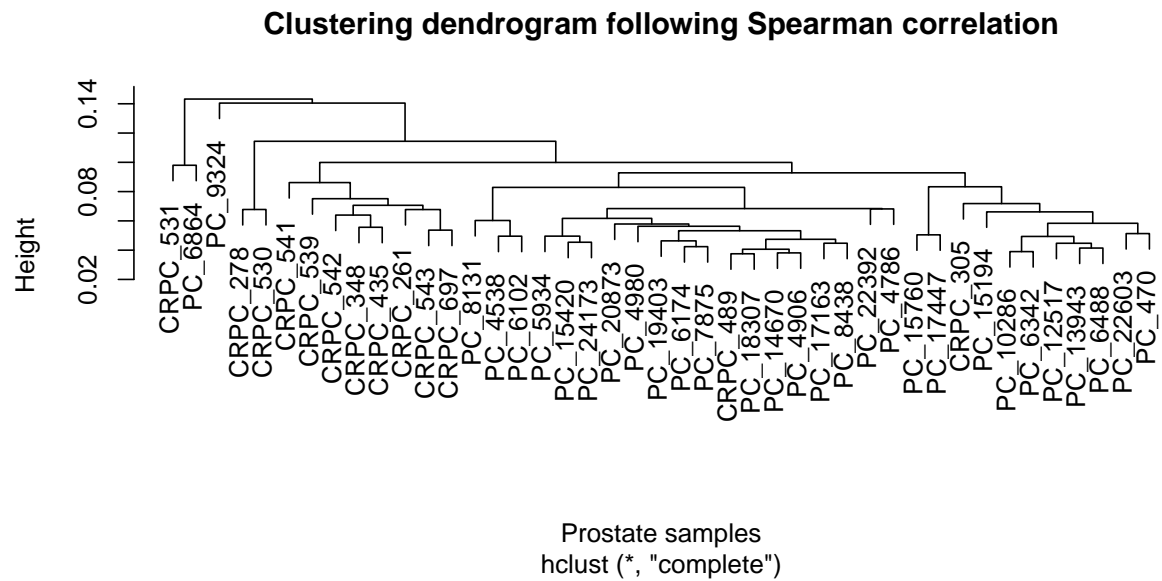 Clustering dendrogram following Spearman correlation
Height
0.14
0.08
0.02
CRPC_531
PC_6864
PC_9324
CRPC_278
CRPC_530
CRPC_541
CRPC_539
CRPC_542
CRPC_348
CRPC_435
CRPC_261
CRPC_543
CRPC_697
PC_8131
PC_4538
PC_6102
PC_5934
PC_15420
PC_24173
PC_20873
PC_4980
PC_19403
PC_6174
PC_7875
CRPC_489
PC_18307
PC_14670
PC_4906
PC_17163
PC_8438
PC_22392
PC_4786
PC_15760
PC_17447
CRPC_305
PC_15194
PC_10286
PC_6342
PC_12517
PC_13943
PC_6488
PC_22603
PC_470
Prostate samples
hclust (*, "complete")